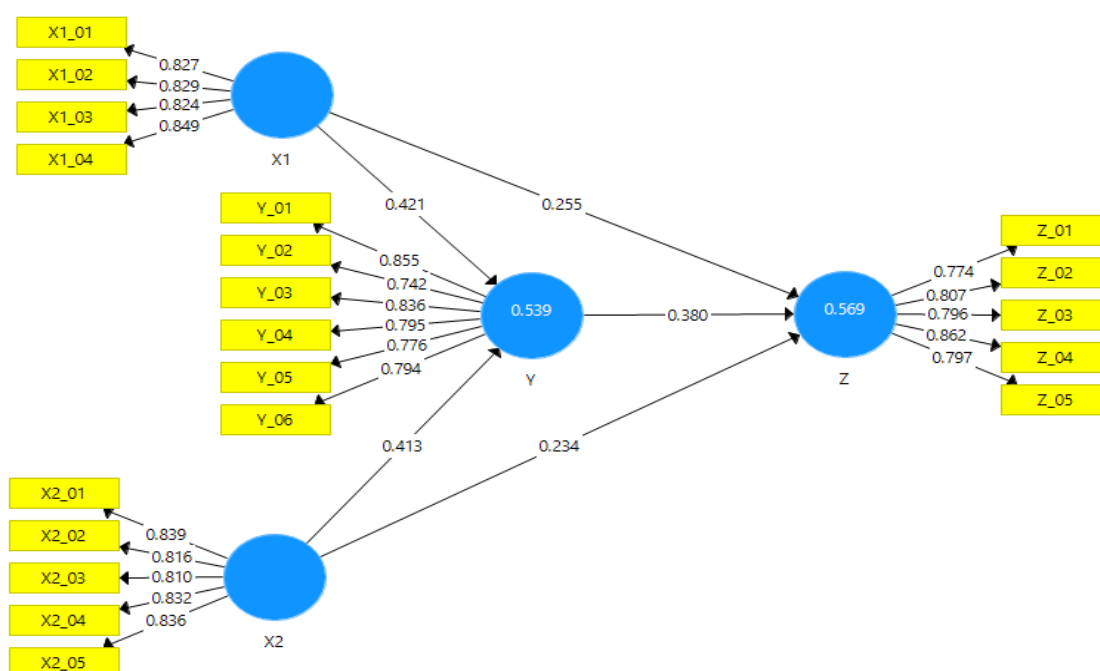 X1_01
X1_02
X1_03
X1_04
0.827
0.829
0.824
0.849
X1
0.421
0.255
Y_01
Y_02
Y_03
Y_04
Y_05
Y_06
0.855
0.742
0.836
0.795
0.776
0.794
0.539
Y
0.380
0.569
Z
0.774
0.807
0.796
0.862
0.797
Z_01
Z_02
Z_03
Z_04
Z_05
0.413
0.234
X2_01
X2_02
X2_03
X2_04
X2_05
0.839
0.816
0.810
0.832
0.836
X2